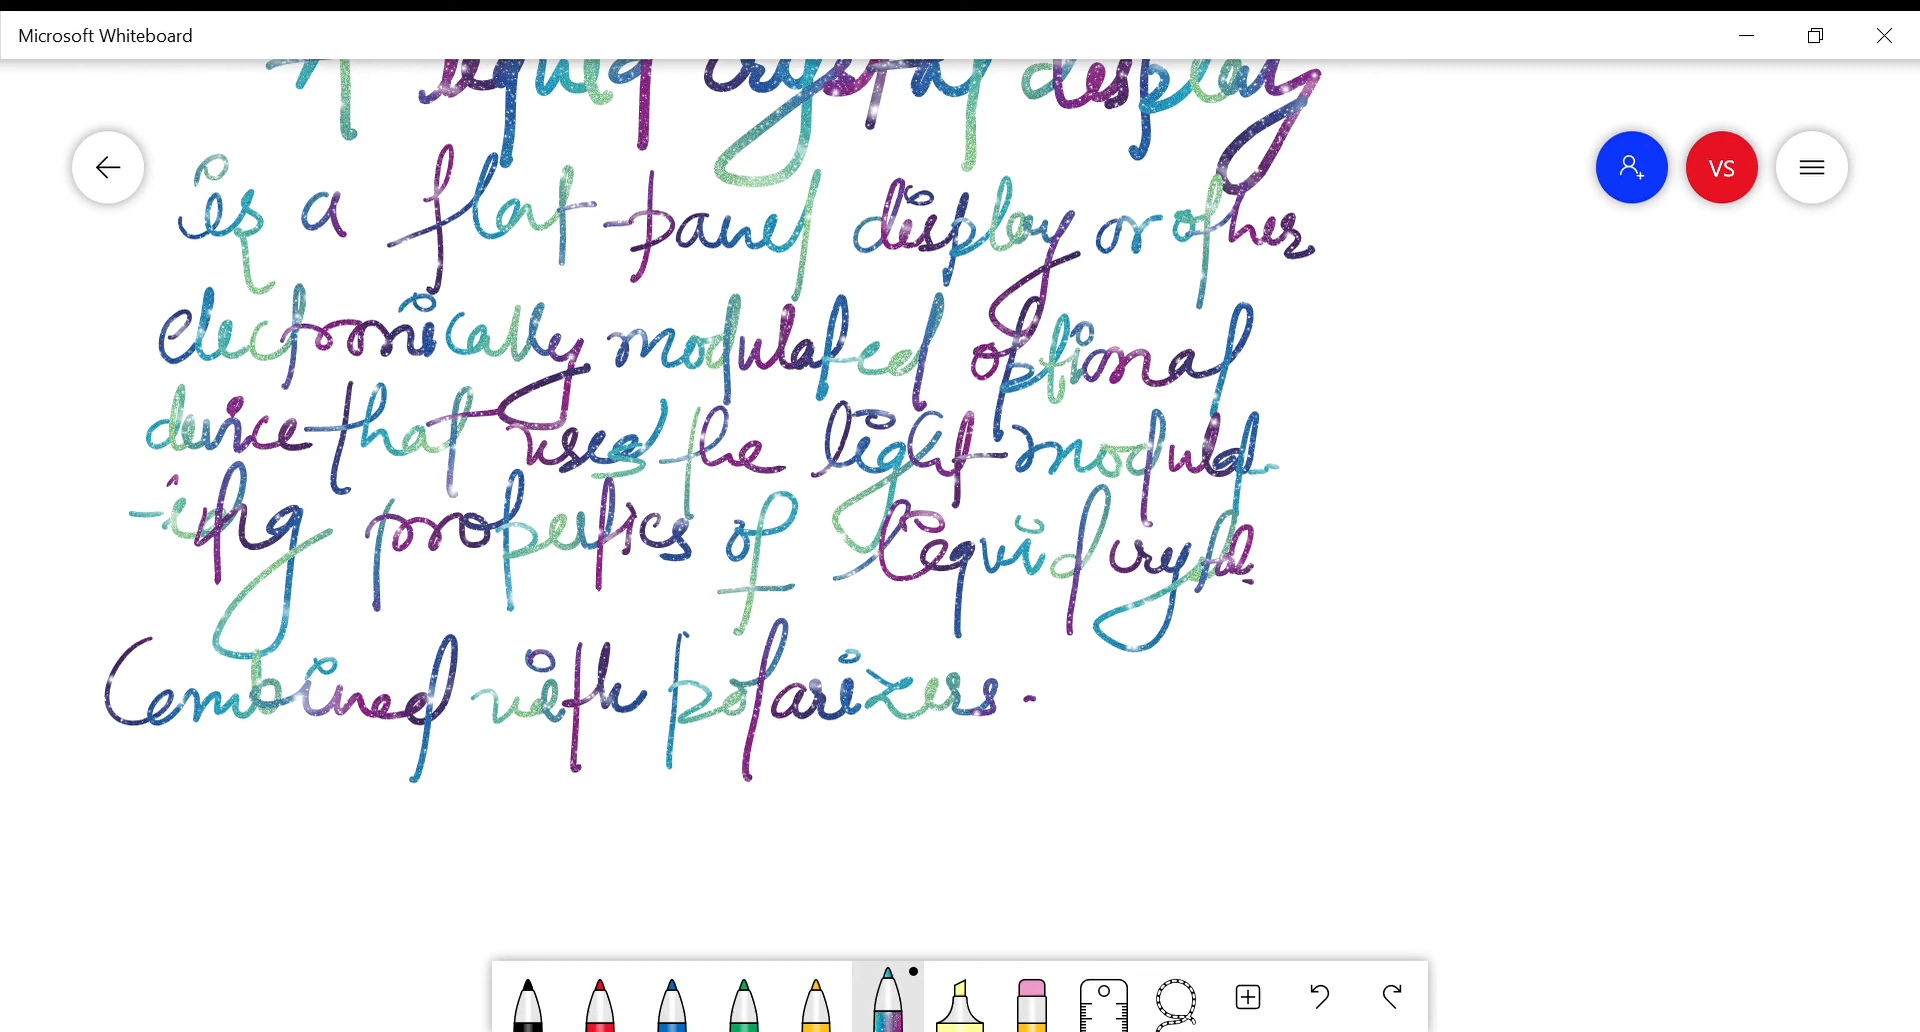 Microsoft Whiteboard
A liquid crystal display
VS
is a flat-panel display or other
electronically modulated optional
device that uses the light-modulat
-ing properties of liquid crystal
Combined with polarizers.